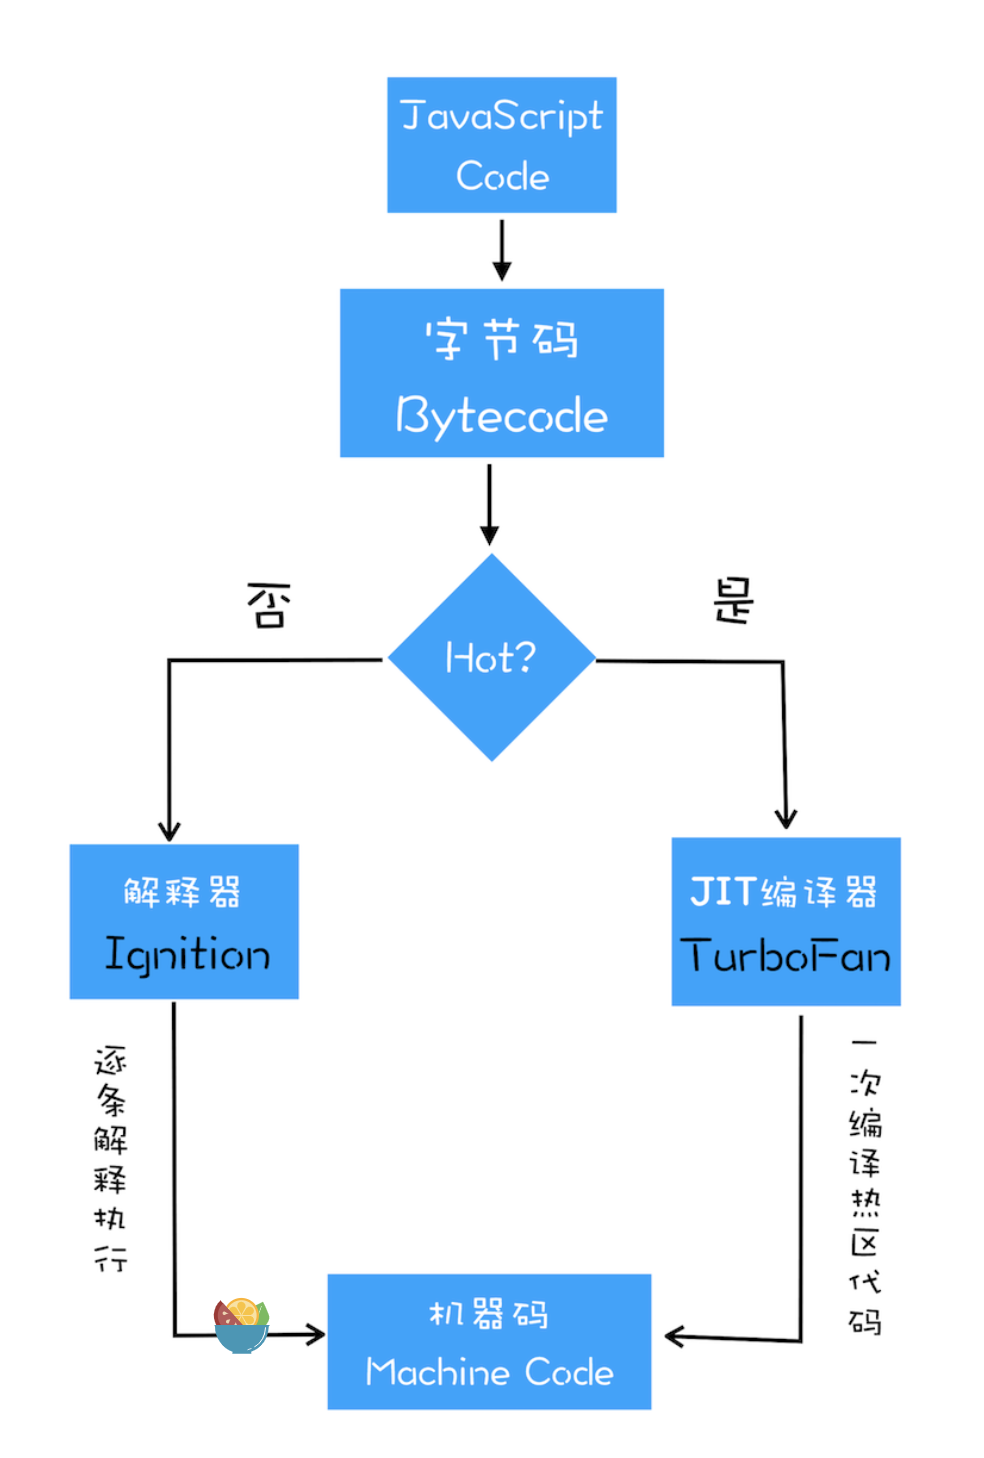 JavaScript
Code
字节码
Bytecode
否
是
Hot?
解释器
Ignition
JIT编译器
TurboFan
逐条解释执行
一次编译热区代码
机器码
Machine Code